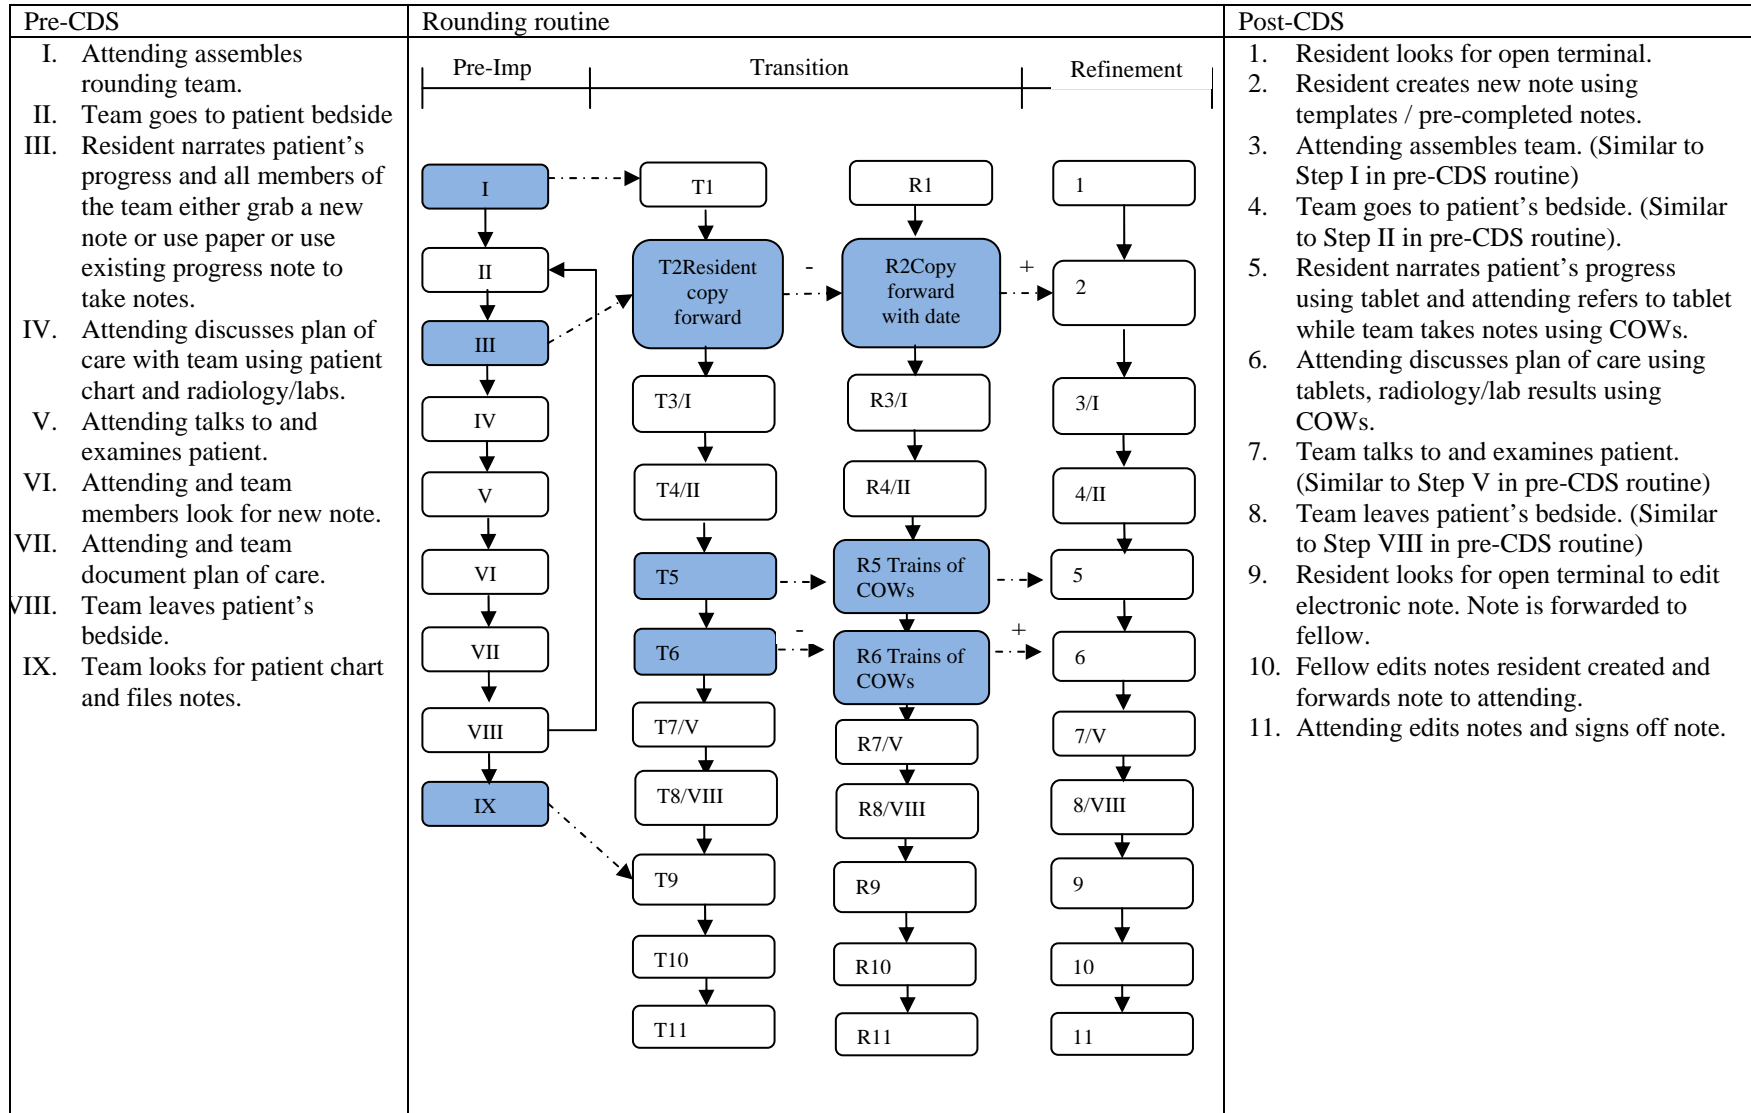 Pre-CDS
I. Attending assembles
rounding team.
II. Team goes to patient bedside
III. Resident narrates patient’s
progress and all members of
the team either grab a new
note or use paper or use
existing progress note to
take notes.
IV. Attending discusses plan of
care with team using patient
chart and radiology/labs.
V. Attending talks to and
examines patient.
VI. Attending and team
members look for new note.
VII. Attending and team
document plan of care.
VIII. Team leaves patient’s
bedside.
IX. Team looks for patient chart
and files notes.
Rounding routine
Pre-Imp
Transition
Refinement
I
II
III
IV
V
VI
VII
VIII
IX
T1
T2Resident
copy
forward
T3/I
T4/II
T5
T6
T7/V
T8/VIII
T9
T10
T11
-
-
R1
R2Copy
forward
with date
R3/I
R4/II
R5 Trains of
COWs
R6 Trains of
COWs
R7/V
R8/VIII
R9
R10
R11
+
+
1
2
3/I
4/II
5
6
7/V
8/VIII
9
10
11
Post-CDS
1. Resident looks for open terminal.
2. Resident creates new note using
templates / pre-completed notes.
3. Attending assembles team. (Similar to
Step I in pre-CDS routine)
4. Team goes to patient’s bedside. (Similar
to Step II in pre-CDS routine).
5. Resident narrates patient’s progress
using tablet and attending refers to tablet
while team takes notes using COWs.
6. Attending discusses plan of care using
tablets, radiology/lab results using
COWs.
7. Team talks to and examines patient.
(Similar to Step V in pre-CDS routine)
8. Team leaves patient’s bedside. (Similar
to Step VIII in pre-CDS routine)
9. Resident looks for open terminal to edit
electronic note. Note is forwarded to
fellow.
10. Fellow edits notes resident created and
forwards note to attending.
11. Attending edits notes and signs off note.